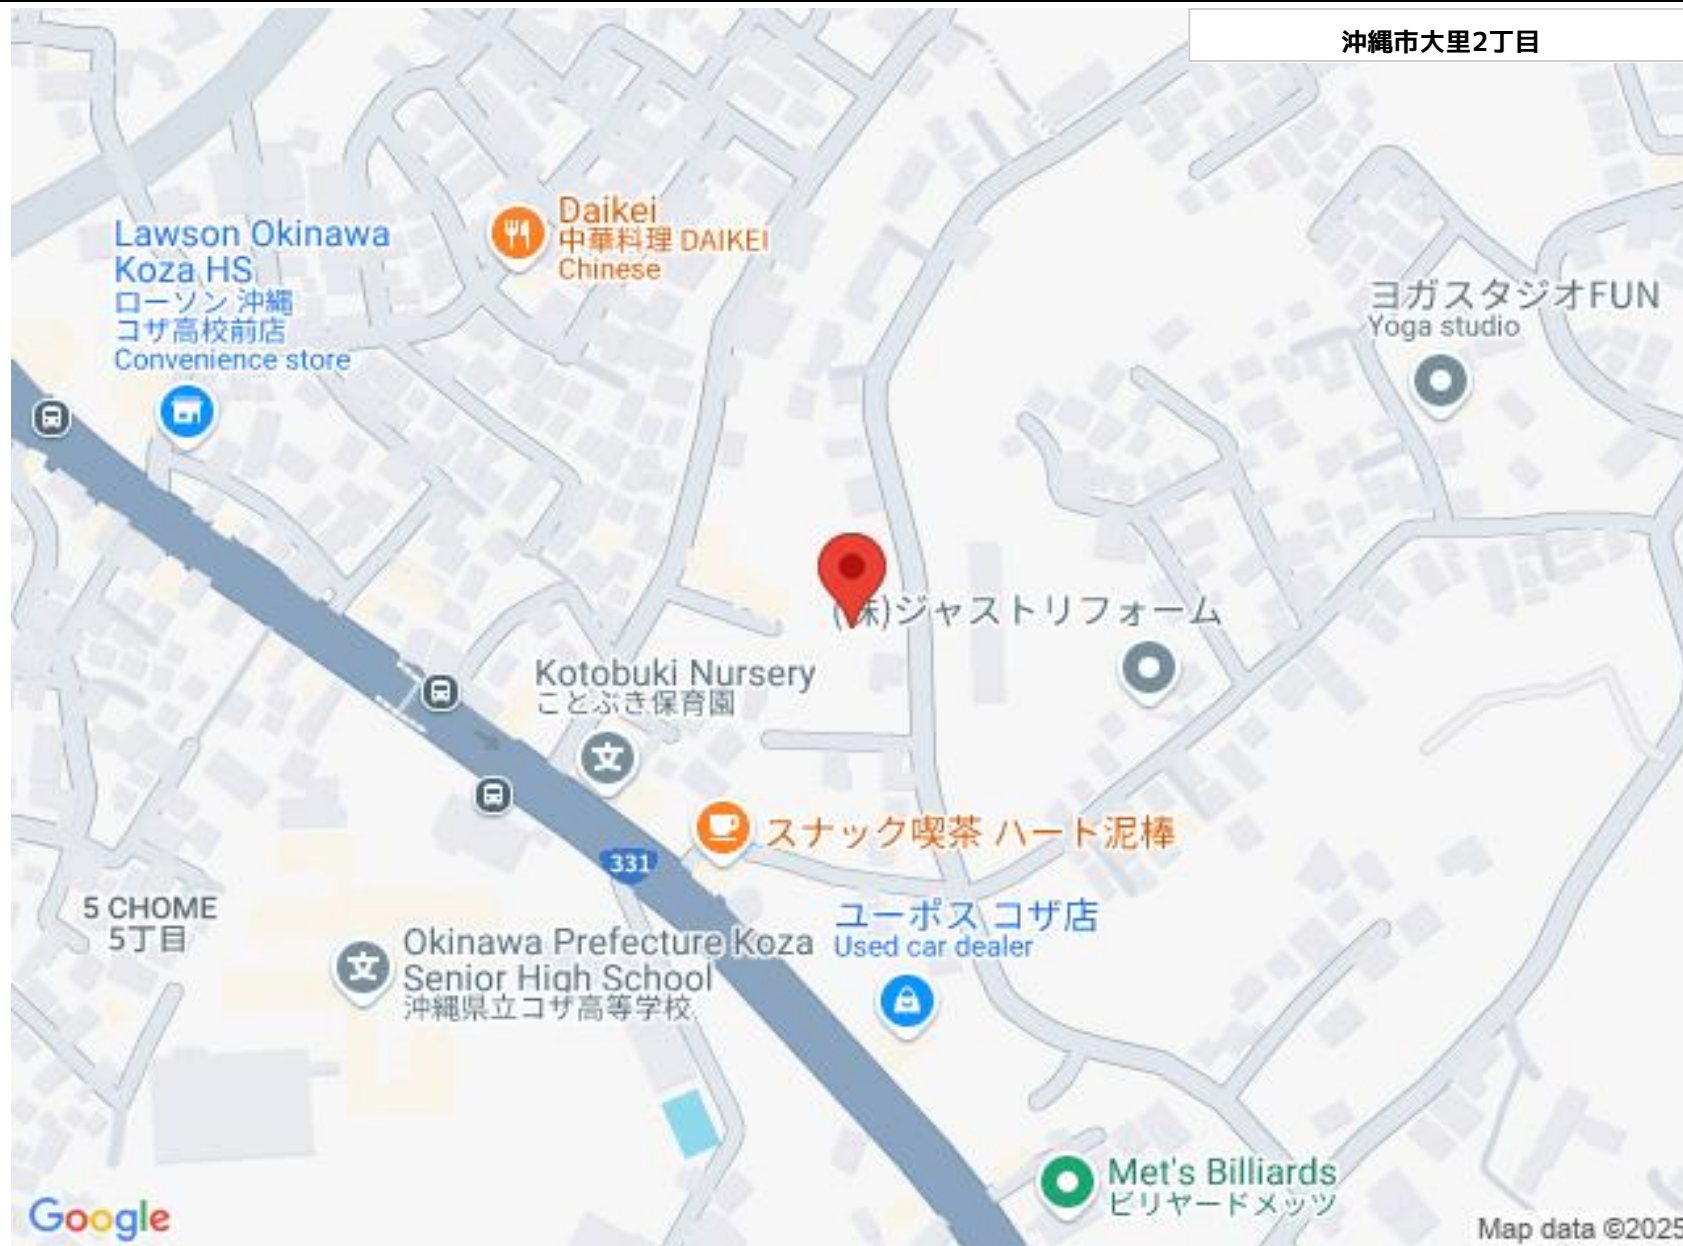 沖縄市大里2丁目
Daikei
中華料理 DAIKEI
Chinese
Lawson Okinawa
Koza HS
ローソン 沖縄
コザ高校前店
Convenience store
ヨガスタジオFUN
Yoga studio
(株)ジャストリフォーム
Kotobuki Nursery
ことぶき保育園
スナック喫茶 ハート泥棒
331
5 CHOME
5丁目
ユーポス コザ店
Used car dealer
Okinawa Prefecture Koza
Senior High School
沖縄県立コザ高等学校
Met's Billiards
ビリヤードメッツ
Google
Map data ©2025